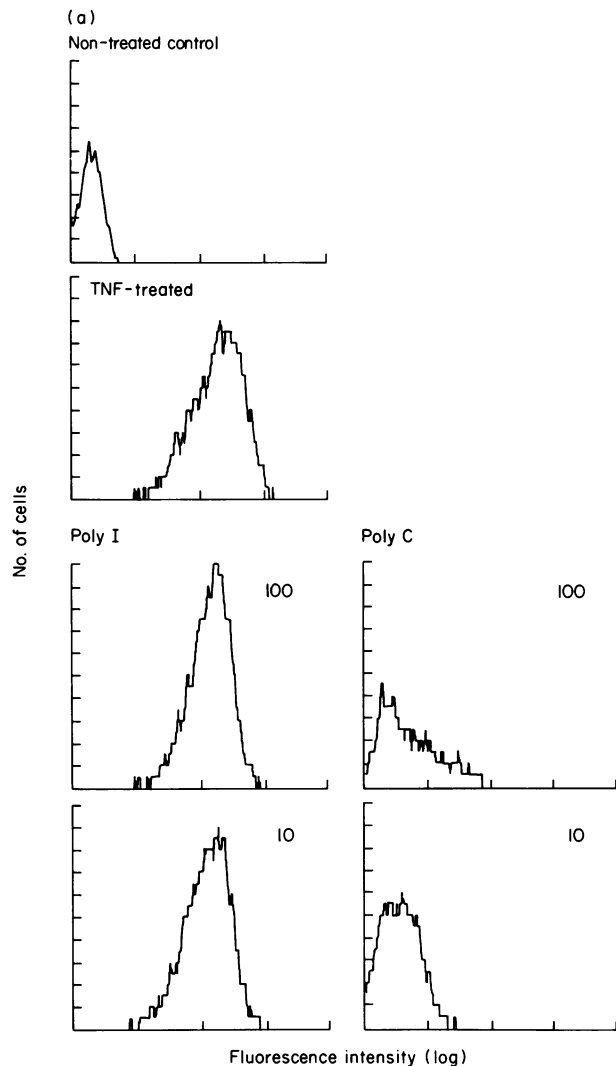 (a)
Non-treated control
TNF-treated
No. of cells
Poly I
Poly C
100
100
10
10
Fluorescence intensity (log)